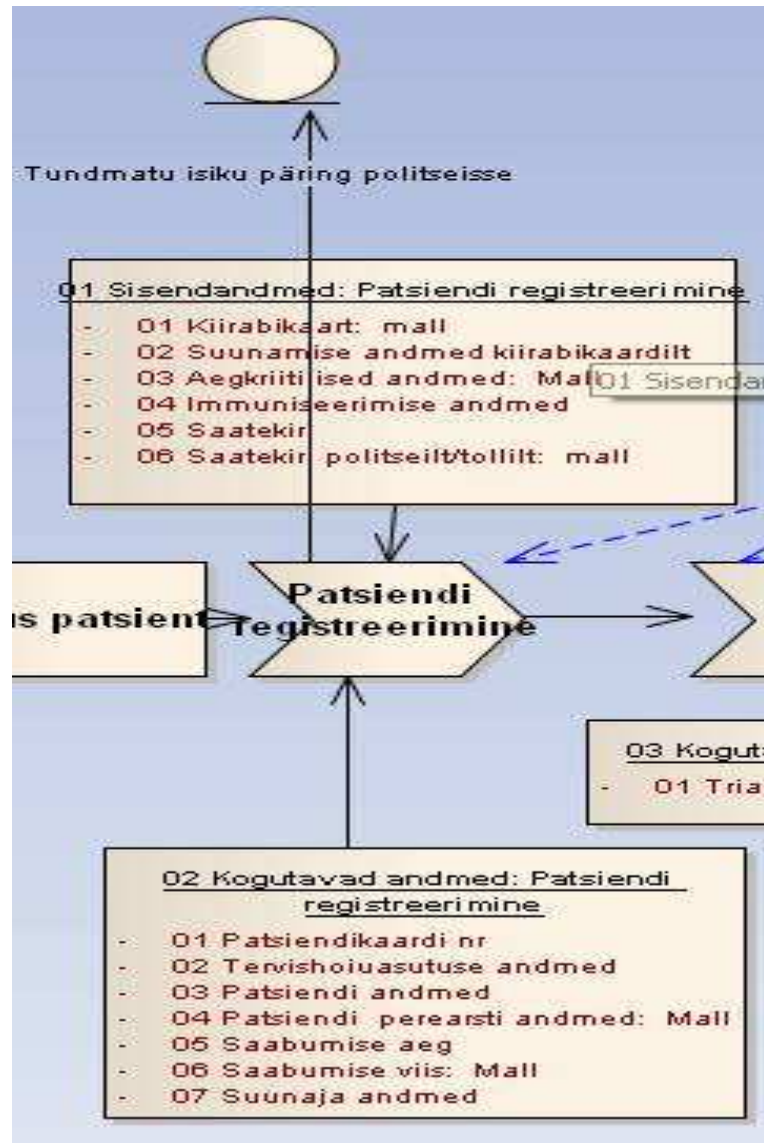 Tundmatu isiku päring politseisse
01 Sisendandmed: Patsiendi registreerimine
- 01 Kiirabikaart: mall
- 02 Suunamise andmed kiirabikaardilt
- 03 Aegkriitilised andmed: Mall
01 Sisenda
- 04 Immuniseerimise andmed
- 05 Saatekiri
- 06 Saatekiri politseilt/tollilt: mall
us patsient
Patsiendi
registreerimine
03 Koguta
- 01 Tria
02 Kogutavad andmed: Patsiendi
registreerimine
- 01 Patsiendikaardi nr
- 02 Tervishoiuasutuse andmed
- 03 Patsiendi andmed
- 04 Patsiendi perearsti andmed: Mall
- 05 Saabumise aeg
- 06 Saabumise viis: Mall
- 07 Suunaja andmed